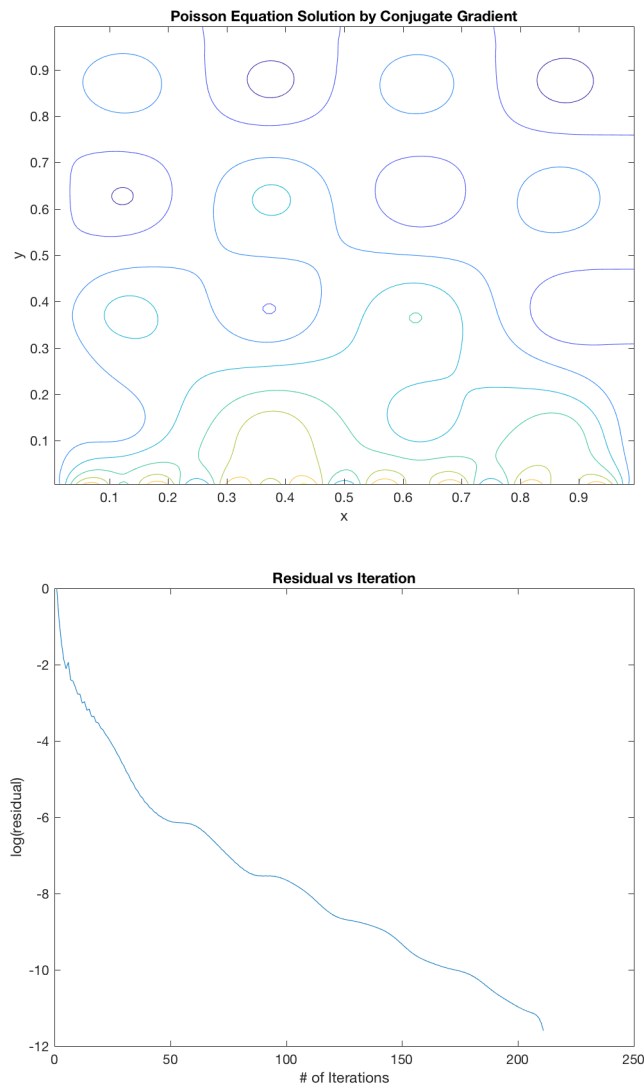 Poisson Equation Solution by Conjugate Gradient
0.9
0.8
0.7
0.6
0.5
0.4
0.3
0.2
0.1
y
0.1 0.2 0.3 0.4 0.5 0.6 0.7 0.8 0.9
x
Residual vs Iteration
0
-2
-4
-6
-8
-10
-12
log(residual)
0 50 100 150 200 250
# of Iterations